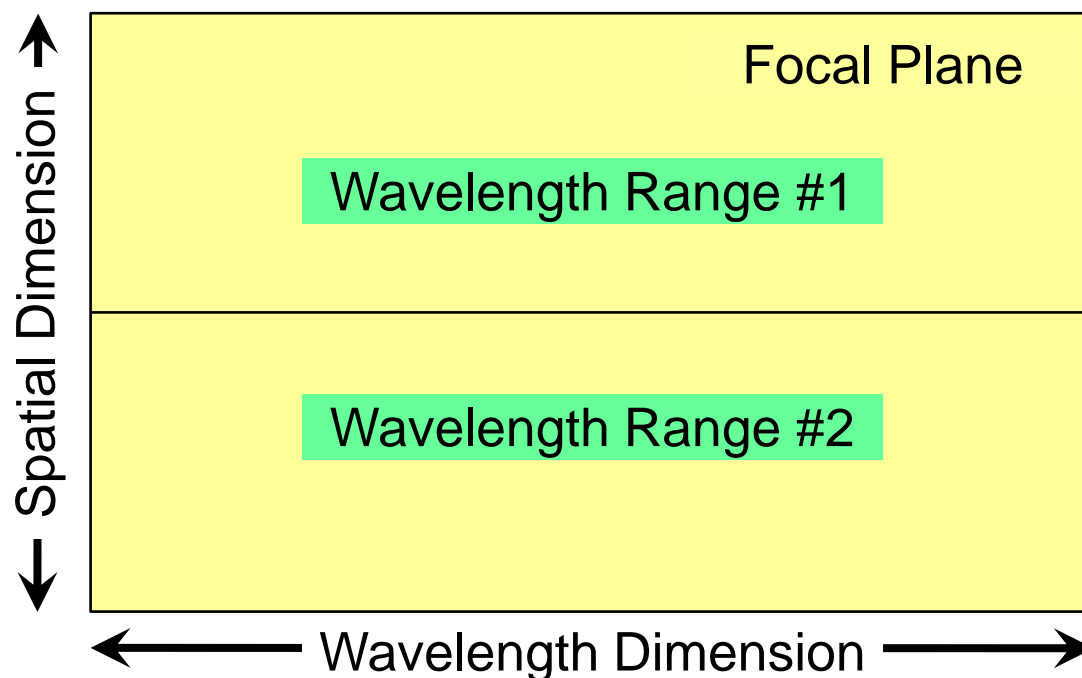 Focal Plane
Spatial Dimension
Wavelength Range #1
Wavelength Range #2
Wavelength Dimension